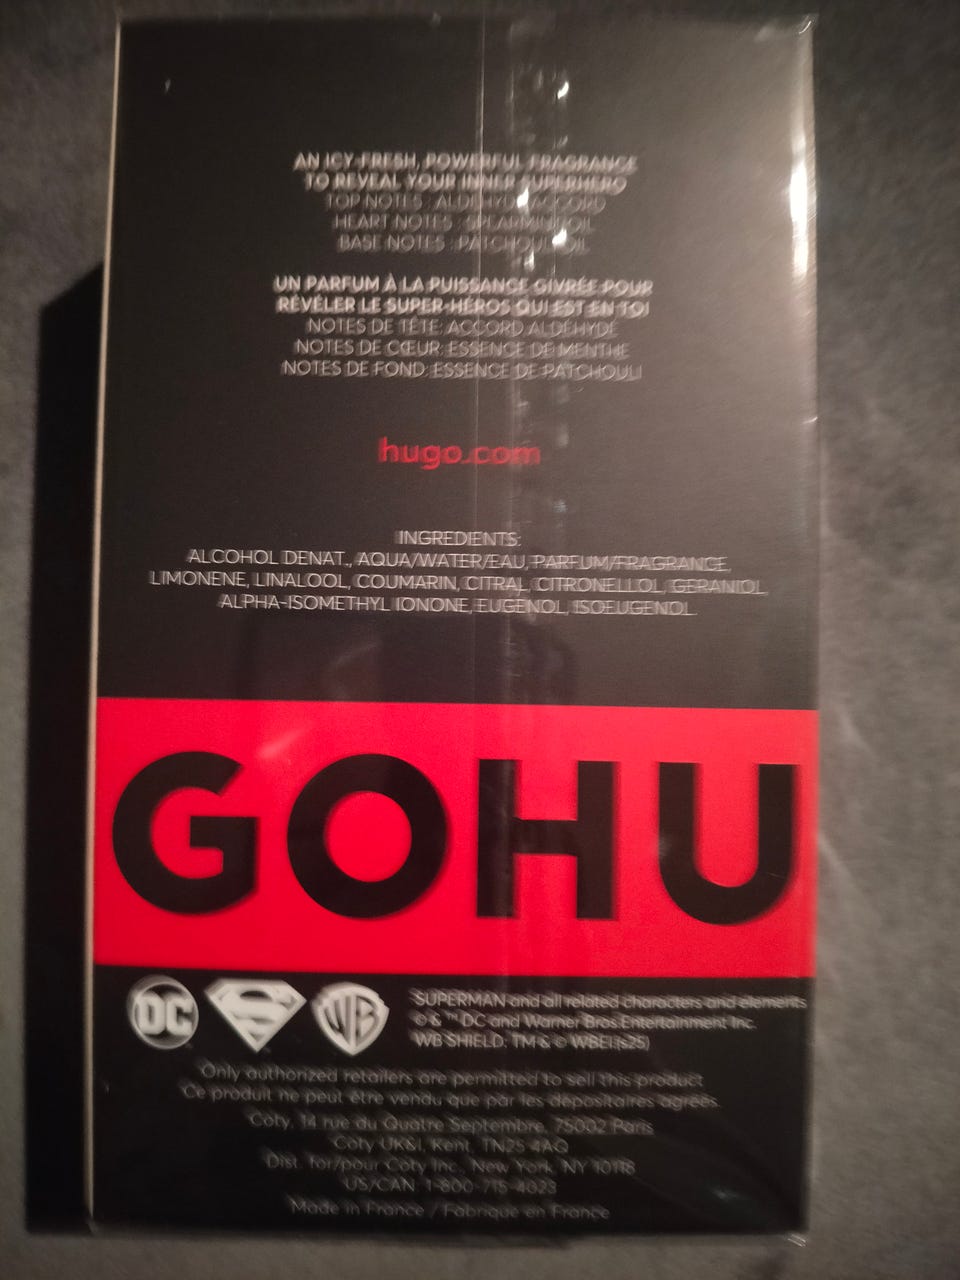 AN ICY-FRESH, POWERFUL FRAGRANCE
TO REVEAL YOUR INNER SUPERHERO
TOP NOTES : ALDEHYDE ACCORD
HEART NOTES : SPEARMINT OIL
BASE NOTES : PATCHOULI OIL
UN PARFUM À LA PUISSANCE GIVRÉE POUR
RÉVÉLER LE SUPER-HÉROS QUI EST EN TOI
NOTES DE TÊTE: ACCORD ALDÉHYDÉ
NOTES DE CŒUR: ESSENCE DE MENTHE
NOTES DE FOND: ESSENCE DE PATCHOULI
hugo.com
INGREDIENTS:
ALCOHOL DENAT., AQUA/WATER/EAU, PARFUM/FRAGRANCE,
LIMONENE, LINALOOL, COUMARIN, CITRAL, CITRONELLOL, GERANIOL,
ALPHA-ISOMETHYL IONONE, EUGENOL, ISOEUGENOL
GOHU
DC
S
WB
SUPERMAN and all related characters and elements
© & ™ DC and Warner Bros. Entertainment Inc.
WB SHIELD: TM & © WBEI (s25)
Only authorized retailers are permitted to sell this product
Ce produit ne peut être vendu que par les dépositaires agréés.
Coty, 14 rue du Quatre Septembre, 75002 Paris
Coty UK&I, Kent, TN25 4AQ
Dist. for/pour Coty Inc., New York, NY 10118
US/CAN 1-800-715-4023
Made in France / Fabriqué en France